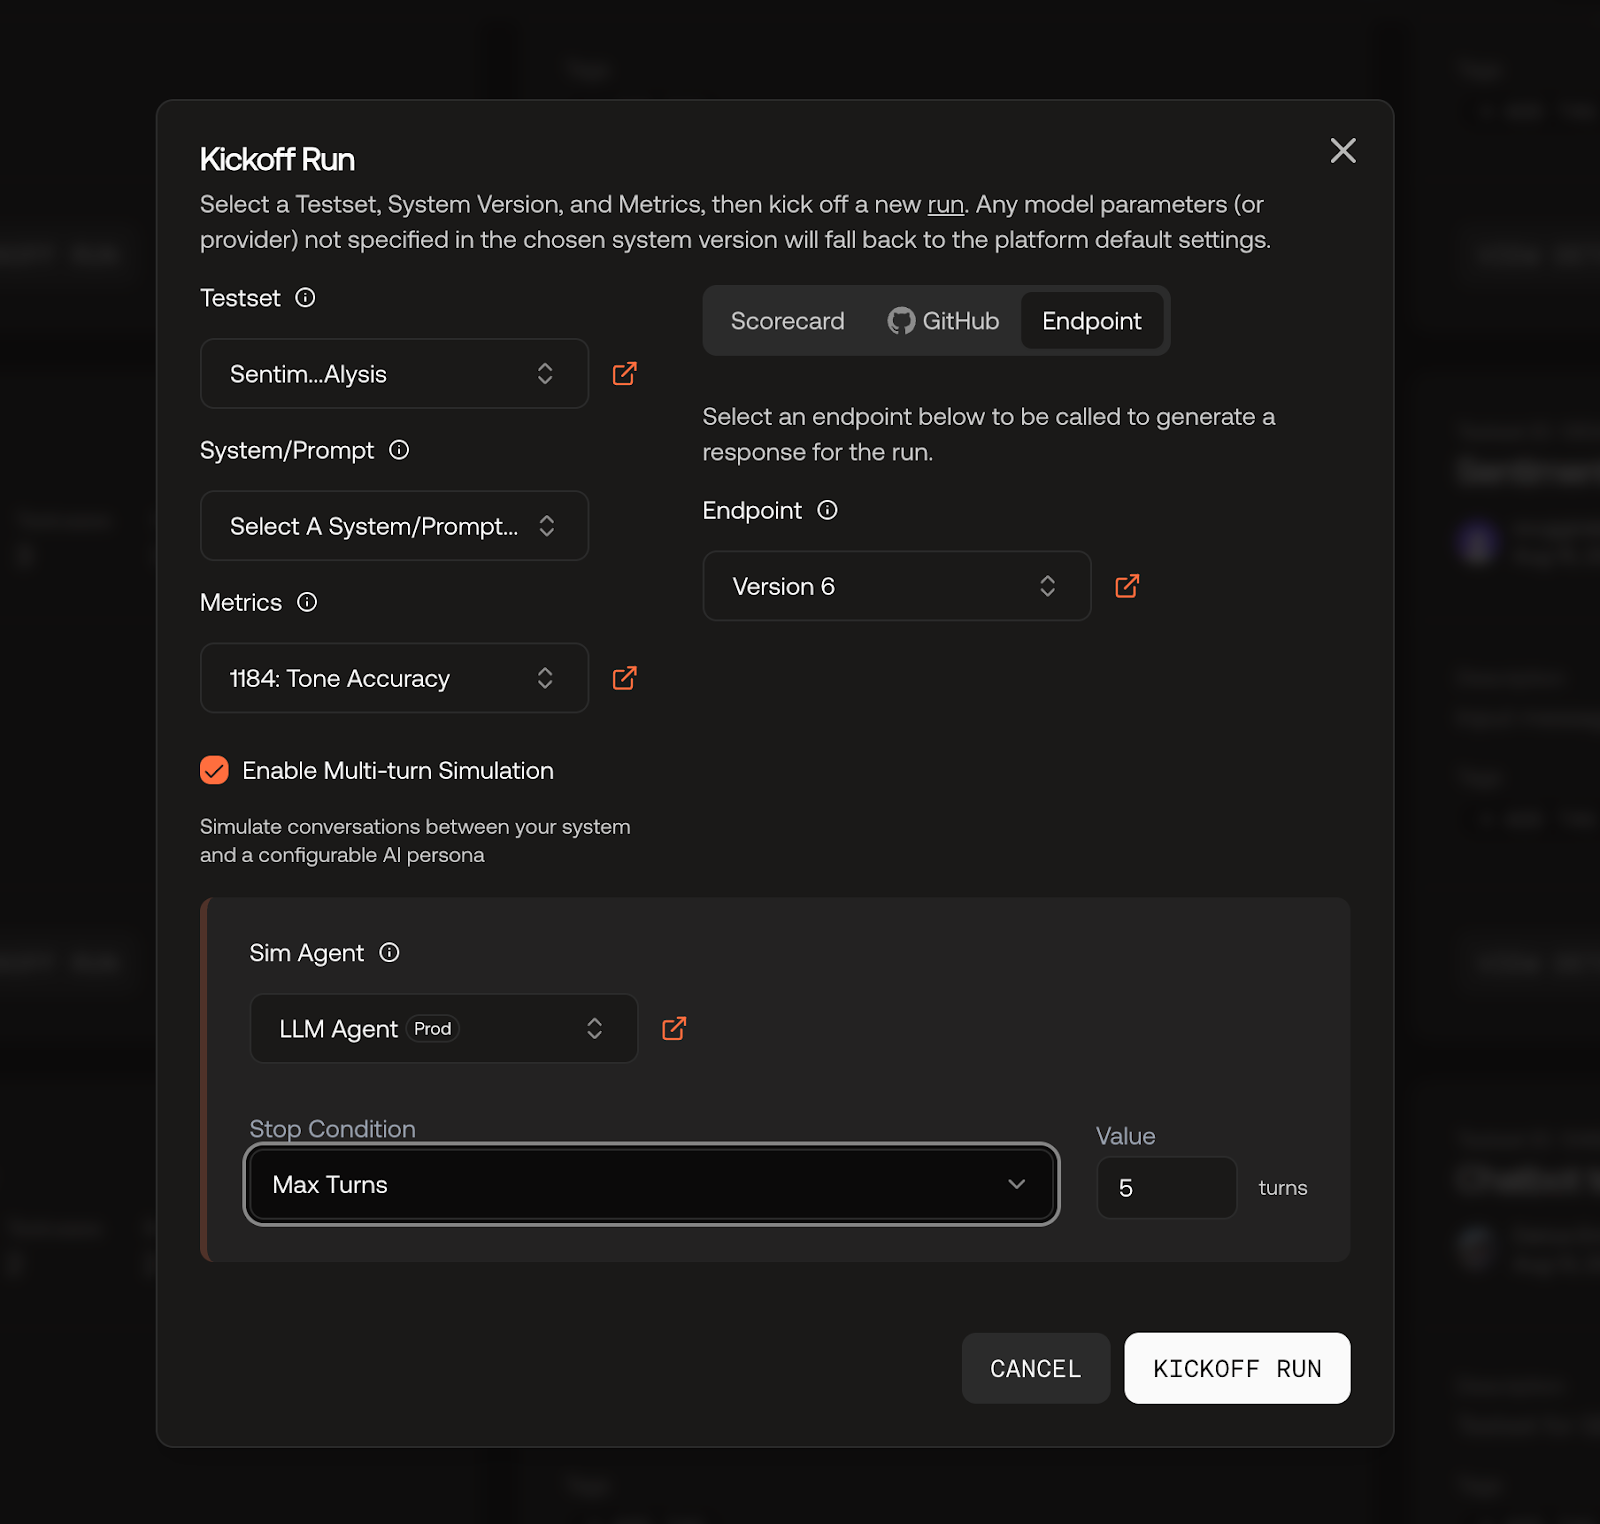 Kickoff Run
Select a Testset, System Version, and Metrics, then kick off a new run. Any model parameters (or
provider) not specified in the chosen system version will fall back to the platform default settings.
Testset
Sentim...Alysis
System/Prompt
Select A System/Prompt...
Metrics
1184: Tone Accuracy
Scorecard GitHub Endpoint
Select an endpoint below to be called to generate a
response for the run.
Endpoint
Version 6
Enable Multi-turn Simulation
Simulate conversations between your system
and a configurable AI persona
Sim Agent
LLM Agent Prod
Stop Condition
Max Turns
Value
5 turns
CANCEL KICKOFF RUN